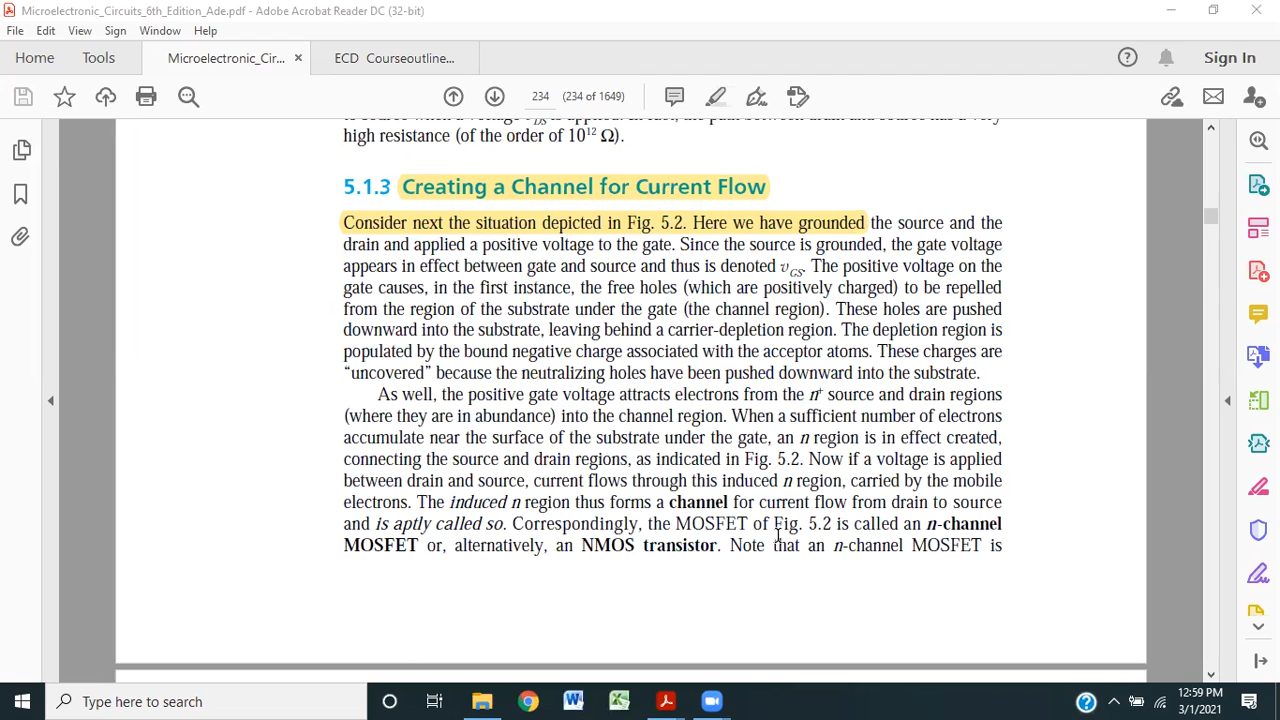 Microelectronic_Circuits_6th_Edition_Ade.pdf - Adobe Acrobat Reader DC (32-bit)
File Edit View Sign Window Help
Home Tools Microelectronic_Cir... × ECD Courseoutline... Sign In
234 (234 of 1649)
to source when a voltage vDS is applied. In fact, the path between drain and source has a very
high resistance (of the order of 10¹² Ω).
5.1.3 Creating a Channel for Current Flow
Consider next the situation depicted in Fig. 5.2. Here we have grounded the source and the
drain and applied a positive voltage to the gate. Since the source is grounded, the gate voltage
appears in effect between gate and source and thus is denoted vGS. The positive voltage on the
gate causes, in the first instance, the free holes (which are positively charged) to be repelled
from the region of the substrate under the gate (the channel region). These holes are pushed
downward into the substrate, leaving behind a carrier-depletion region. The depletion region is
populated by the bound negative charge associated with the acceptor atoms. These charges are
“uncovered” because the neutralizing holes have been pushed downward into the substrate.
As well, the positive gate voltage attracts electrons from the n⁺ source and drain regions
(where they are in abundance) into the channel region. When a sufficient number of electrons
accumulate near the surface of the substrate under the gate, an n region is in effect created,
connecting the source and drain regions, as indicated in Fig. 5.2. Now if a voltage is applied
between drain and source, current flows through this induced n region, carried by the mobile
electrons. The induced n region thus forms a channel for current flow from drain to source
and is aptly called so. Correspondingly, the MOSFET of Fig. 5.2 is called an n-channel
MOSFET or, alternatively, an NMOS transistor. Note that an n-channel MOSFET is
Type here to search
12:59 PM
3/1/2021